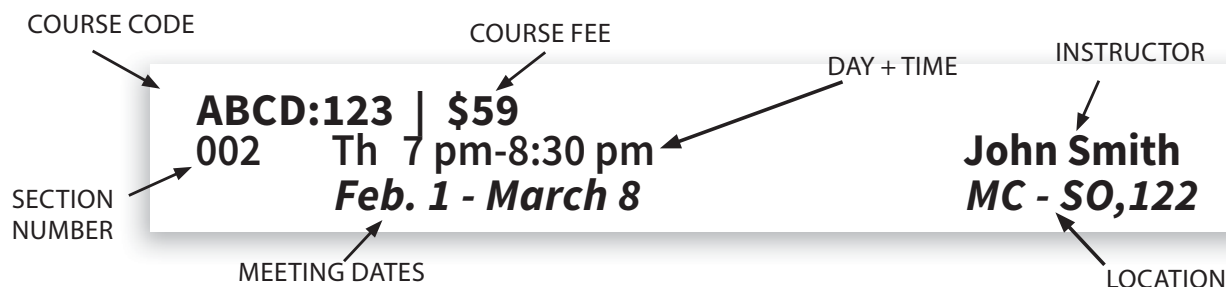 COURSE CODE
COURSE FEE
DAY + TIME
INSTRUCTOR
ABCD:123 | $59
002 Th 7 pm-8:30 pm John Smith
Feb. 1 - March 8 MC - SO,122
SECTION
NUMBER
MEETING DATES
LOCATION